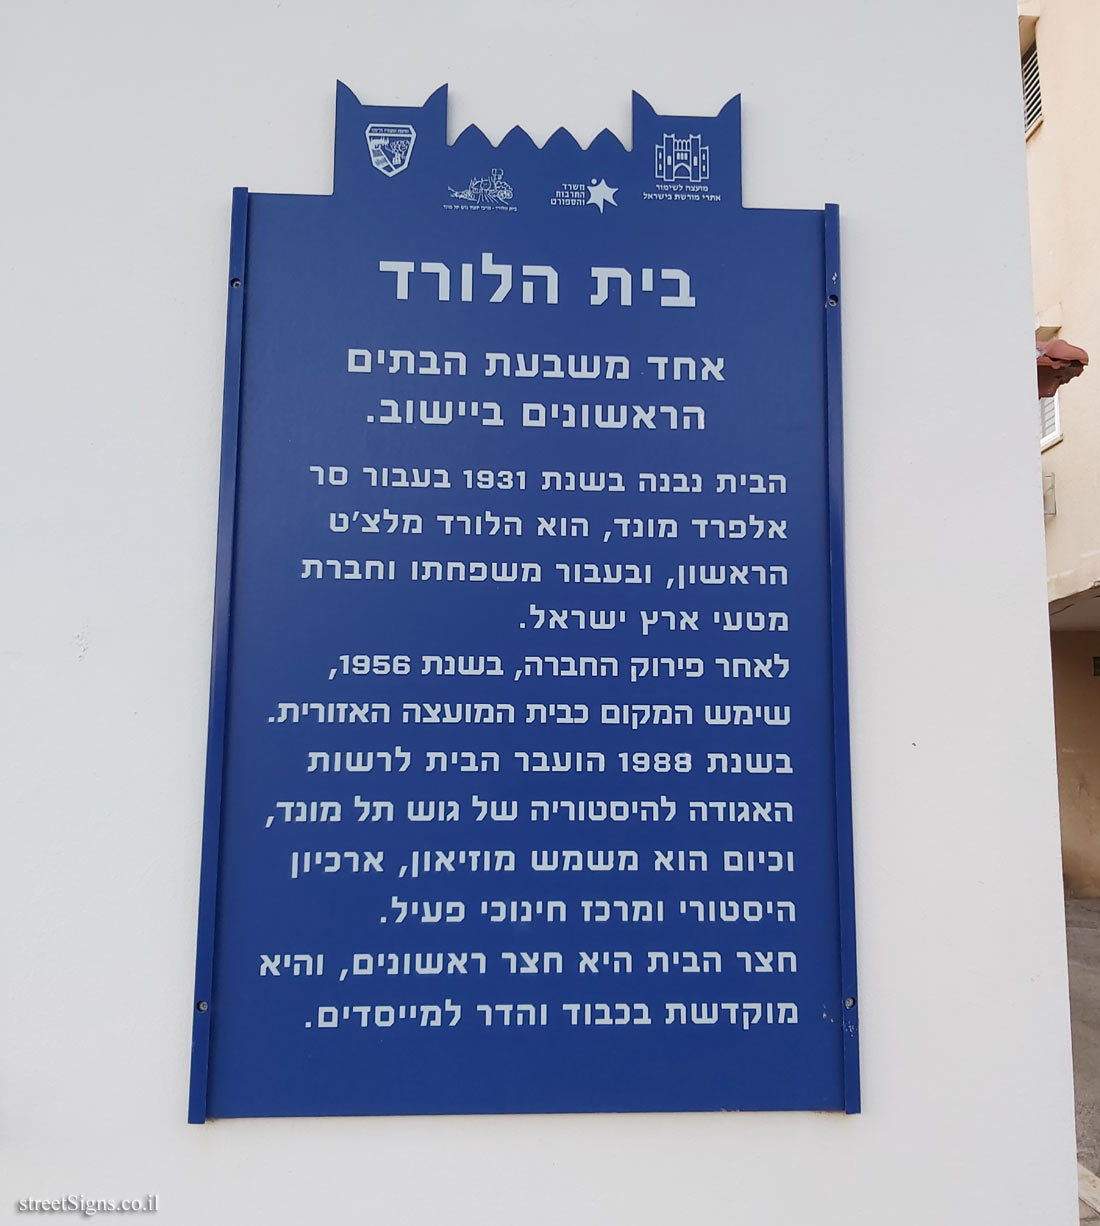 מועצה לשימור
אתרי מורשת בישראל
משרד
התרבות
והספורט
בית הלורד
אחד משבעת הבתים
הראשונים ביישוב.
הבית נבנה בשנת 1931 בעבור סר
אלפרד מונד, הוא הלורד מלצ'ט
הראשון, ובעבור משפחתו וחברת
מטעי ארץ ישראל.
לאחר פירוק החברה, בשנת 1956,
שימש המקום כבית המועצה האזורית.
בשנת 1988 הועבר הבית לרשות
האגודה להיסטוריה של גוש תל מונד,
וכיום הוא משמש מוזיאון, ארכיון
היסטורי ומרכז חינוכי פעיל.
חצר הבית היא חצר ראשונים, והיא
מוקדשת בכבוד והדר למייסדים.
streetSigns.co.il